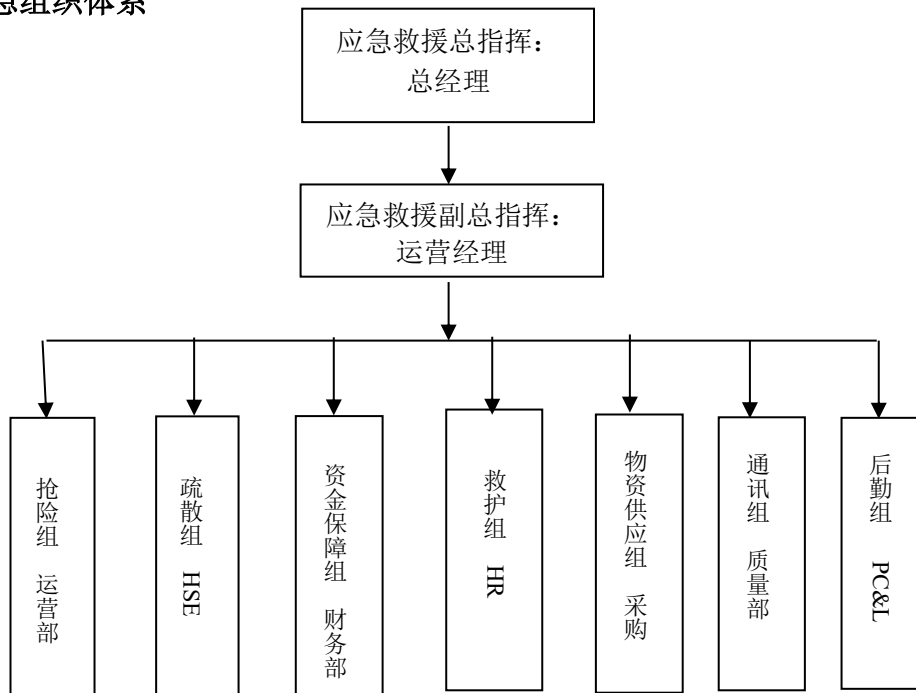 急组织体系
应急救援总指挥：
总经理
应急救援副总指挥：
运营经理
抢险组 运营部
疏散组 HSE
资金保障组 财务部
救护组 HR
物资供应组 采购
通讯组 质量部
后勤组 PC&L